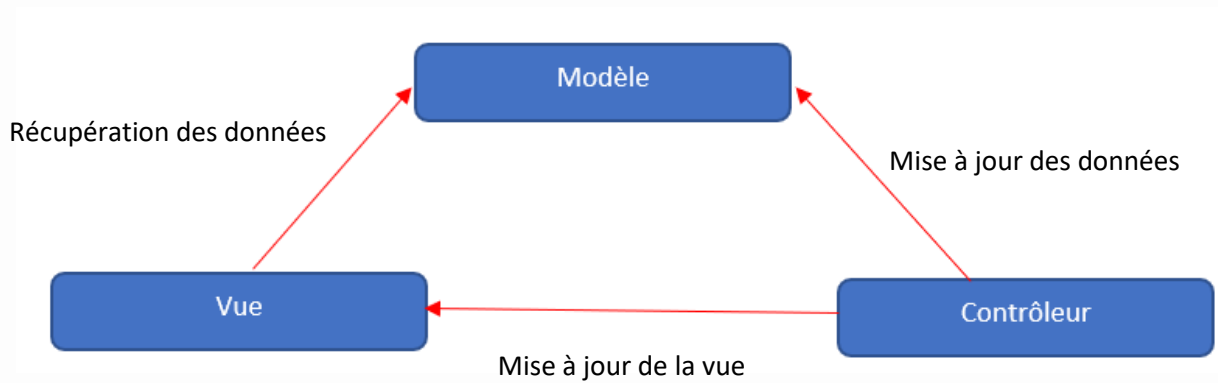 Modèle
Récupération des données
Mise à jour des données
Vue
Contrôleur
Mise à jour de la vue